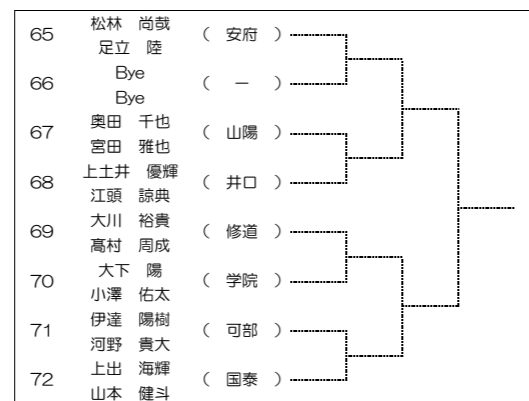 65 松林 尚哉 ( 安府 )
足立 陸
66 Bye ( ー )
Bye
67 奥田 千也 ( 山陽 )
宮田 雅也
68 上土井 優輝 ( 井口 )
江頭 諒典
69 大川 裕貴 ( 修道 )
髙村 周成
70 大下 陽 ( 学院 )
小澤 佑太
71 伊達 陽樹 ( 可部 )
河野 貴大
72 上出 海輝 ( 国泰 )
山本 健斗